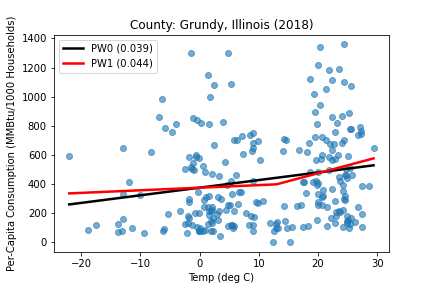 County: Grundy, Illinois (2018)
PW0 (0.039)
PW1 (0.044)
Per-Capita Consumption (MMBtu/1000 Households)
1400
1200
1000
800
600
400
200
0
−20 −10 0 10 20 30
Temp (deg C)